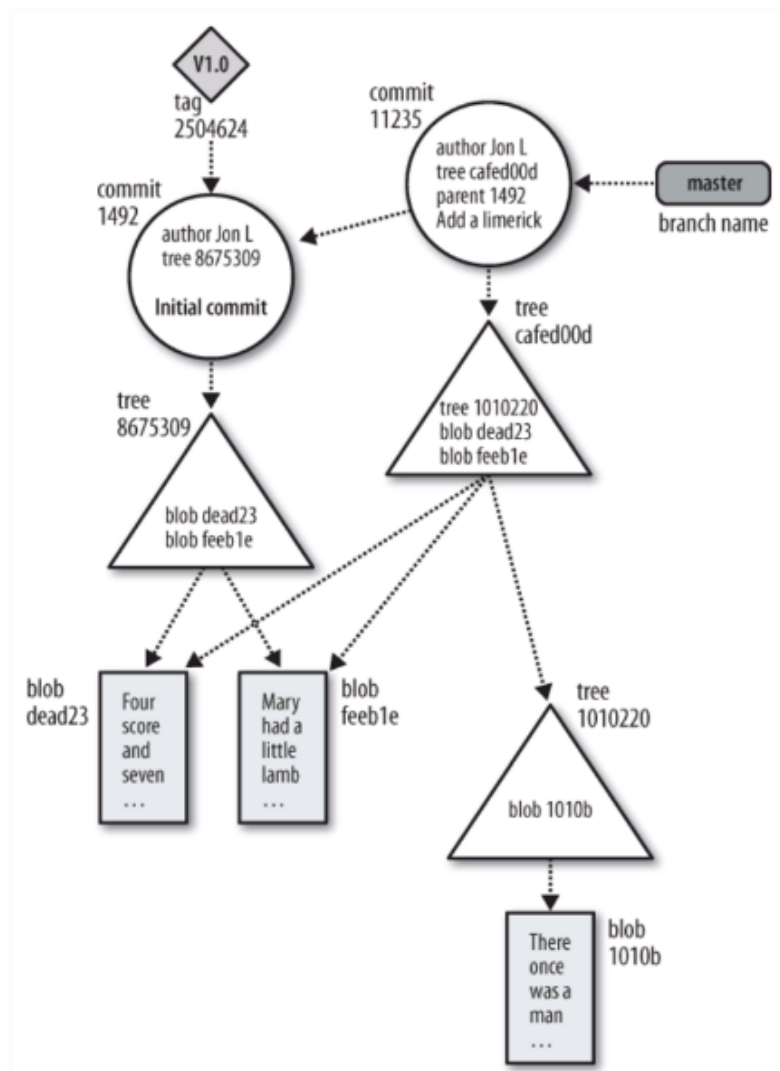 V1.0
tag
2504624
commit
11235
author Jon L
tree cafed00d
parent 1492
Add a limerick
master
branch name
commit
1492
author Jon L
tree 8675309
Initial commit
tree
cafed00d
tree 1010220
blob dead23
blob feeb1e
tree
8675309
blob dead23
blob feeb1e
blob
dead23
Four
score
and
seven
...
Mary
had a
little
lamb
...
blob
feeb1e
tree
1010220
blob 1010b
There
once
was a
man
...
blob
1010b